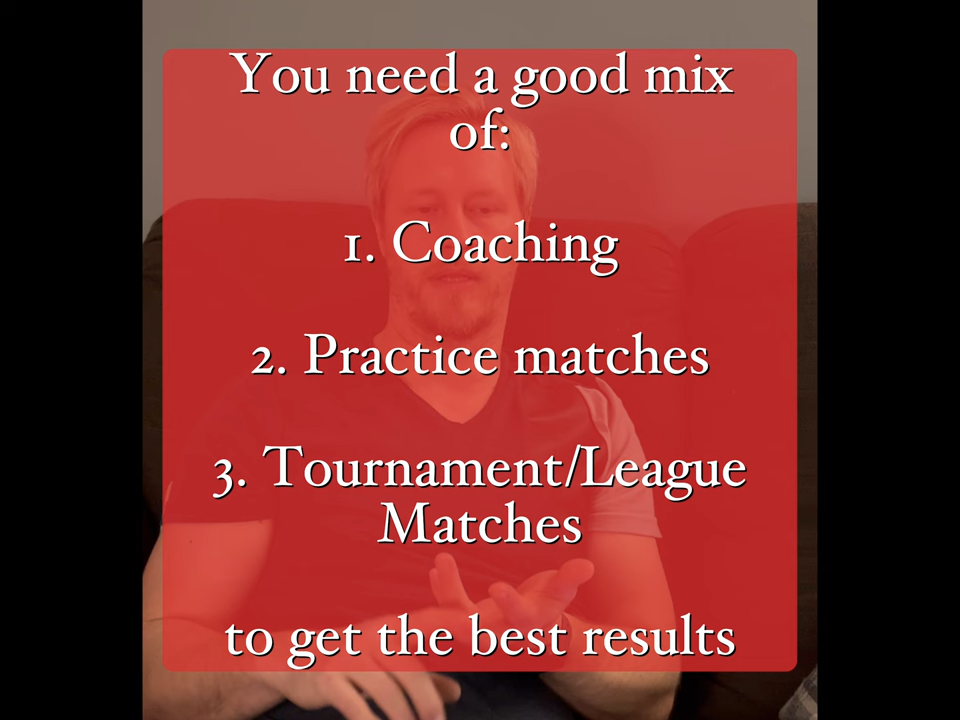 You need a good mix
of:
1. Coaching
2. Practice matches
3. Tournament/League
Matches
to get the best results